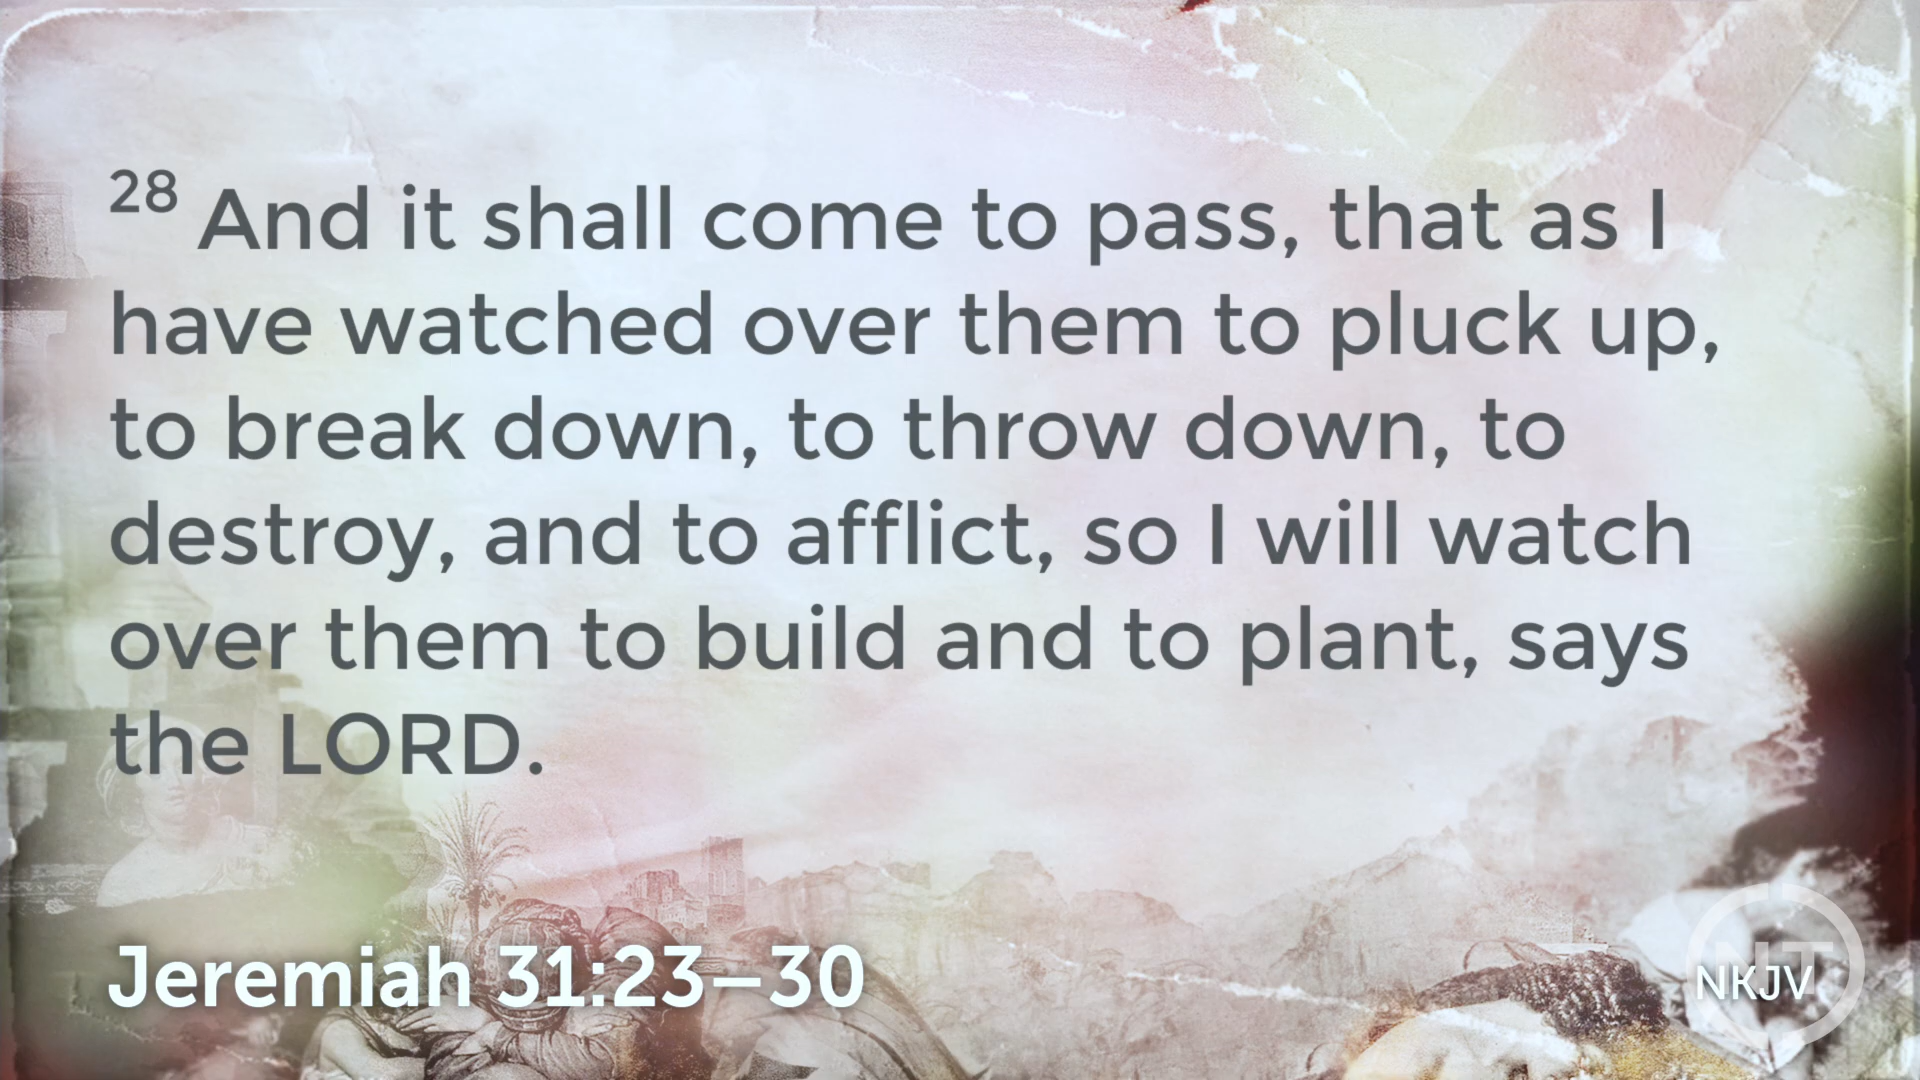 28 And it shall come to pass, that as I
have watched over them to pluck up,
to break down, to throw down, to
destroy, and to afflict, so I will watch
over them to build and to plant, says
the LORD.
Jeremiah 31:23–30
NT
NKJV